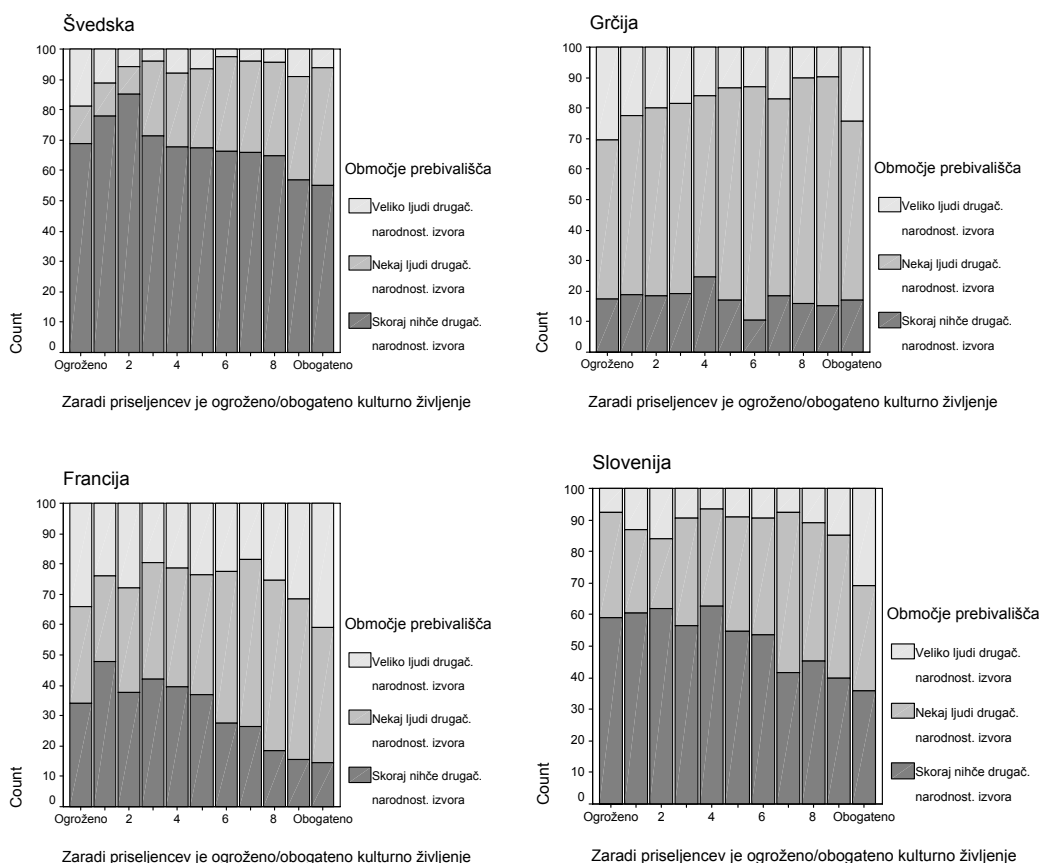 Švedska
100
90
80
70
60
50
40
30
20
10
0
Count
Ogroženo 2 4 6 8 Obogateno
Zaradi priseljencev je ogroženo/obogateno kulturno življenje
Območje prebivališča
Veliko ljudi drugač.
narodnost. izvora
Nekaj ljudi drugač.
narodnost. izvora
Skoraj nihče drugač.
narodnost. izvora
Grčija
100
90
80
70
60
50
40
30
20
10
0
Count
Ogroženo 2 4 6 8 Obogateno
Zaradi priseljencev je ogroženo/obogateno kulturno življenje
Območje prebivališča
Veliko ljudi drugač.
narodnost. izvora
Nekaj ljudi drugač.
narodnost. izvora
Skoraj nihče drugač.
narodnost. izvora
Francija
100
90
80
70
60
50
40
30
20
10
0
Count
Ogroženo 2 4 6 8 Obogateno
Zaradi priseljencev je ogroženo/obogateno kulturno življenje
Območje prebivališča
Veliko ljudi drugač.
narodnost. izvora
Nekaj ljudi drugač.
narodnost. izvora
Skoraj nihče drugač.
narodnost. izvora
Slovenija
100
90
80
70
60
50
40
30
20
10
0
Count
Ogroženo 2 4 6 8 Obogateno
Zaradi priseljencev je ogroženo/obogateno kulturno življenje
Območje prebivališča
Veliko ljudi drugač.
narodnost. izvora
Nekaj ljudi drugač.
narodnost. izvora
Skoraj nihče drugač.
narodnost. izvora